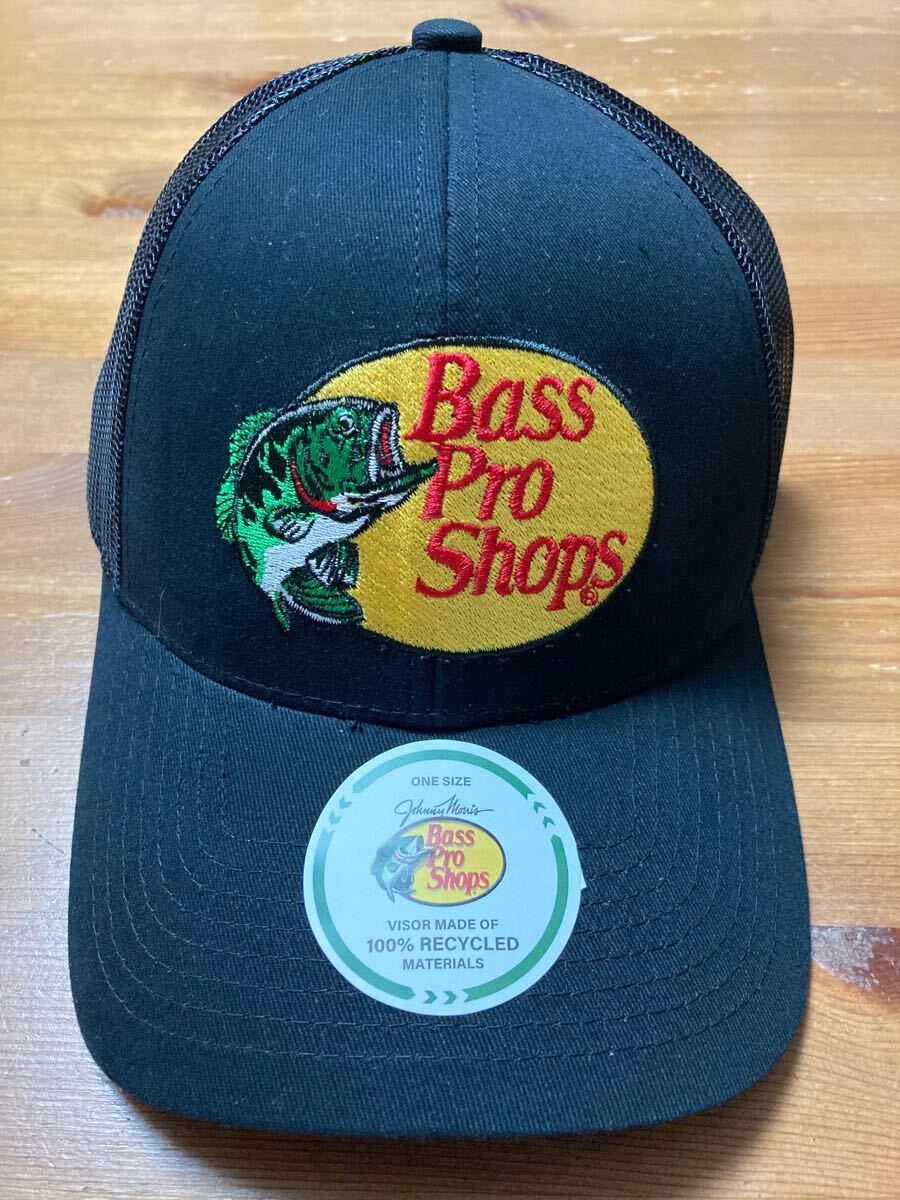 Bass
Pro
Shops®
ONE SIZE
Johnny Morris
Bass
Pro
Shops®
VISOR MADE OF
100% RECYCLED
MATERIALS